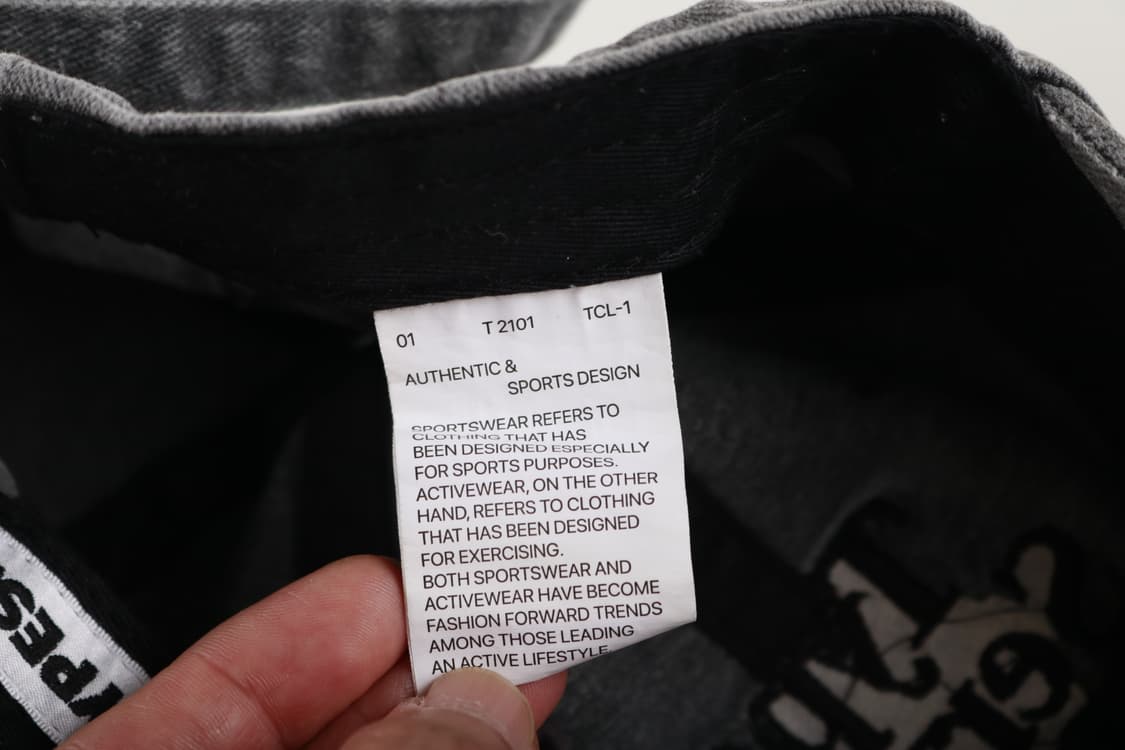 01 T 2101 TCL-1
AUTHENTIC &
SPORTS DESIGN
SPORTSWEAR REFERS TO
CLOTHING THAT HAS
BEEN DESIGNED ESPECIALLY
FOR SPORTS PURPOSES.
ACTIVEWEAR, ON THE OTHER
HAND, REFERS TO CLOTHING
THAT HAS BEEN DESIGNED
FOR EXERCISING.
BOTH SPORTSWEAR AND
ACTIVEWEAR HAVE BECOME
FASHION FORWARD TRENDS
AMONG THOSE LEADING
AN ACTIVE LIFESTYLE